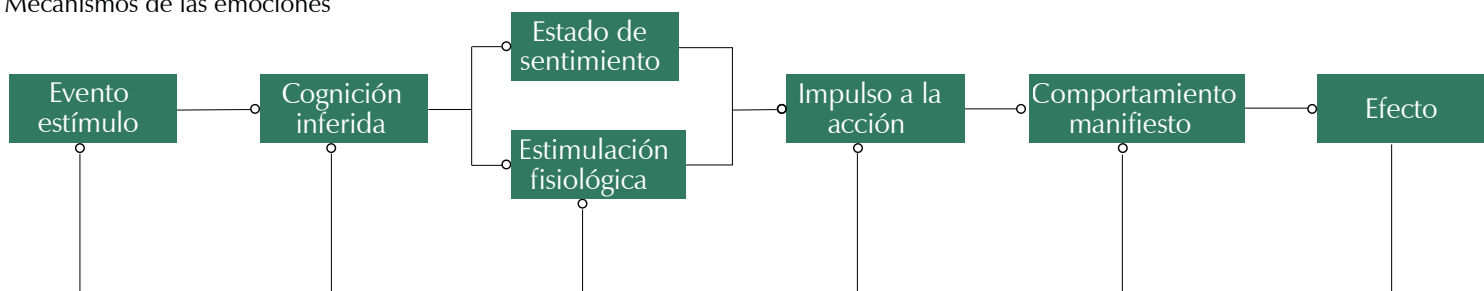 Mecanismos de las emociones
Evento
estímulo
Cognición
inferida
Estado de
sentimiento
Estimulación
fisiológica
Impulso a la
acción
Comportamiento
manifiesto
Efecto